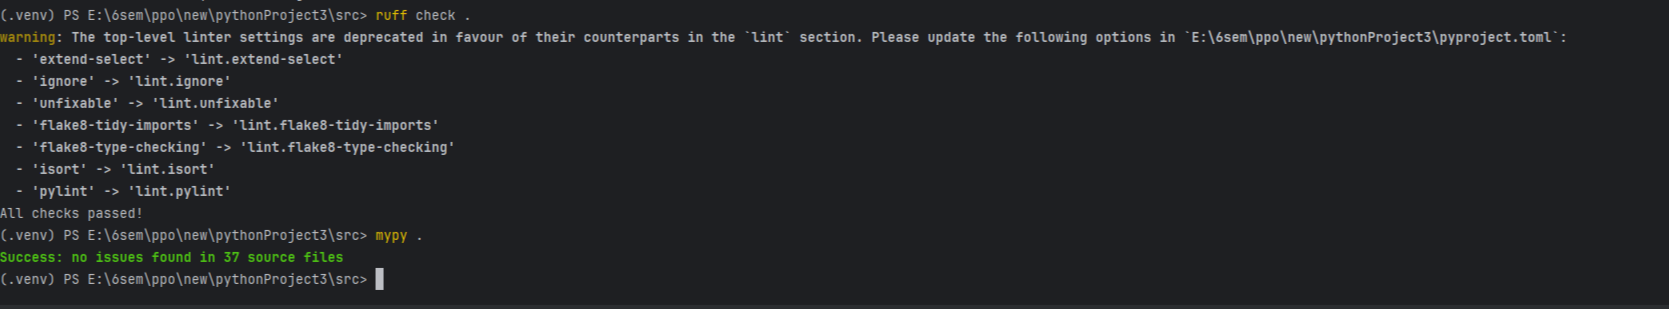 (.venv) PS E:\6sem\ppo\new\pythonProject3\src> ruff check .
warning: The top-level linter settings are deprecated in favour of their counterparts in the `lint` section. Please update the following options in `E:\6sem\ppo\new\pythonProject3\pyproject.toml`:
  - 'extend-select' -> 'lint.extend-select'
  - 'ignore' -> 'lint.ignore'
  - 'unfixable' -> 'lint.unfixable'
  - 'flake8-tidy-imports' -> 'lint.flake8-tidy-imports'
  - 'flake8-type-checking' -> 'lint.flake8-type-checking'
  - 'isort' -> 'lint.isort'
  - 'pylint' -> 'lint.pylint'
All checks passed!
(.venv) PS E:\6sem\ppo\new\pythonProject3\src> mypy .
Success: no issues found in 37 source files
(.venv) PS E:\6sem\ppo\new\pythonProject3\src>